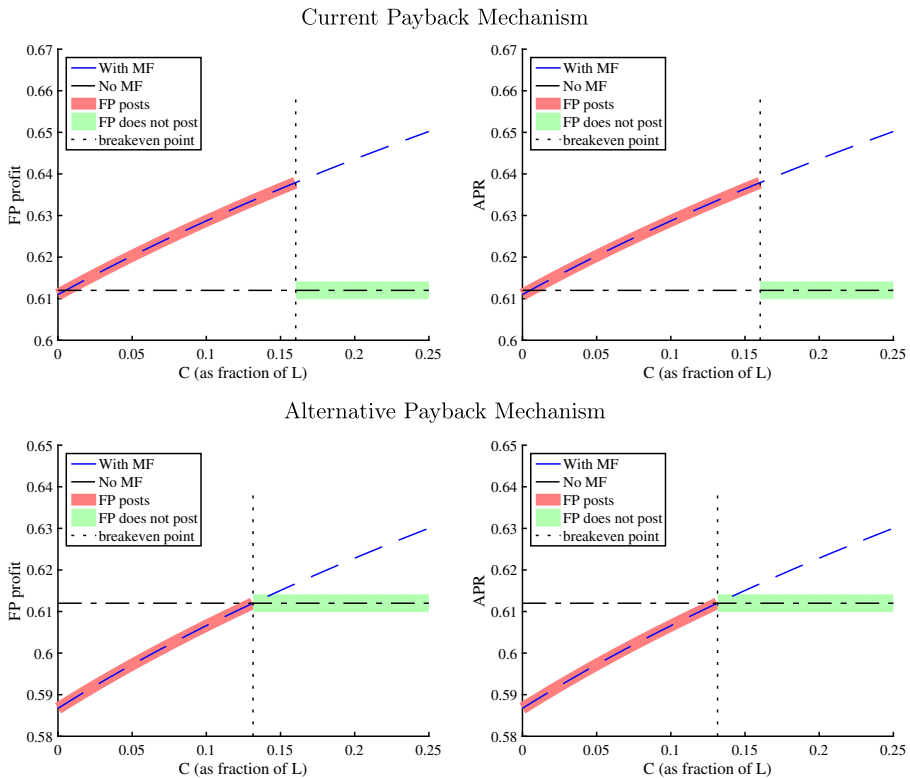 Current Payback Mechanism
0.67
0.66
0.65
0.64
0.63
0.62
0.61
0.6
FP profit
With MF
No MF
FP posts
FP does not post
breakeven point
0
0.05
0.1
0.15
0.2
0.25
C (as fraction of L)
0.67
0.66
0.65
0.64
0.63
0.62
0.61
0.6
APR
With MF
No MF
FP posts
FP does not post
breakeven point
0
0.05
0.1
0.15
0.2
0.25
C (as fraction of L)
Alternative Payback Mechanism
0.65
0.64
0.63
0.62
0.61
0.6
0.59
0.58
FP profit
With MF
No MF
FP posts
FP does not post
breakeven point
0
0.05
0.1
0.15
0.2
0.25
C (as fraction of L)
0.65
0.64
0.63
0.62
0.61
0.6
0.59
0.58
APR
With MF
No MF
FP posts
FP does not post
breakeven point
0
0.05
0.1
0.15
0.2
0.25
C (as fraction of L)